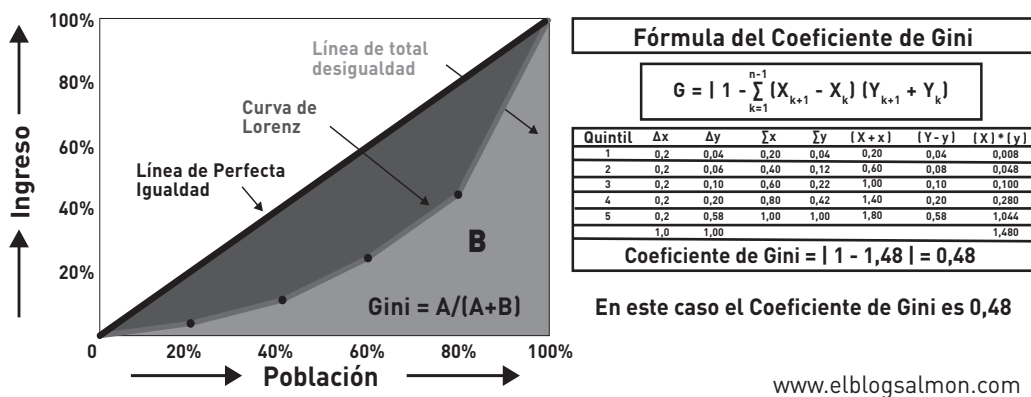 100%
80%
60%
40%
20%
0
20%
40%
60%
80%
100%
Ingreso
Población
Línea de total
desigualdad
Curva de
Lorenz
Línea de Perfecta
Igualdad
B
Gini = A/(A+B)
Fórmula del Coeficiente de Gini
n-1
G = | 1 - ∑ (Xk+1 - Xk) (Yk+1 + Yk)
k=1
Quintil Δx Δy ∑x ∑y (X+x) (Y-y) (X)*(y)
1 0,2 0,04 0,20 0,04 0,20 0,04 0,008
2 0,2 0,06 0,40 0,12 0,60 0,08 0,048
3 0,2 0,10 0,60 0,22 1,00 0,10 0,100
4 0,2 0,20 0,80 0,42 1,40 0,20 0,280
5 0,2 0,58 1,00 1,00 1,80 0,58 1,044
1,0 1,00 1,480
Coeficiente de Gini = | 1 - 1,48 | = 0,48
En este caso el Coeficiente de Gini es 0,48
www.elblogsalmon.com